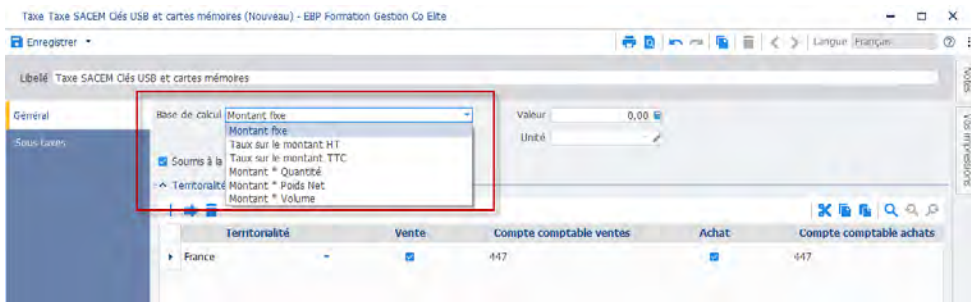 Taxe Taxe SACEM Clés USB et cartes mémoires (Nouveau) - EBP Formation Gestion Co Elite
Enregistrer
Langue Français
Libellé Taxe SACEM Clés USB et cartes mémoires
Général
Sous-taxes
Base de calcul Montant fixe
Montant fixe
Taux sur le montant HT
Taux sur le montant TTC
Montant * Quantité
Montant * Poids Net
Montant * Volume
Valeur 0,00
Unité
Soumis à la
Territorialité
Territorialité Vente Compte comptable ventes Achat Compte comptable achats
France 447 447
Notes
Vos impressions